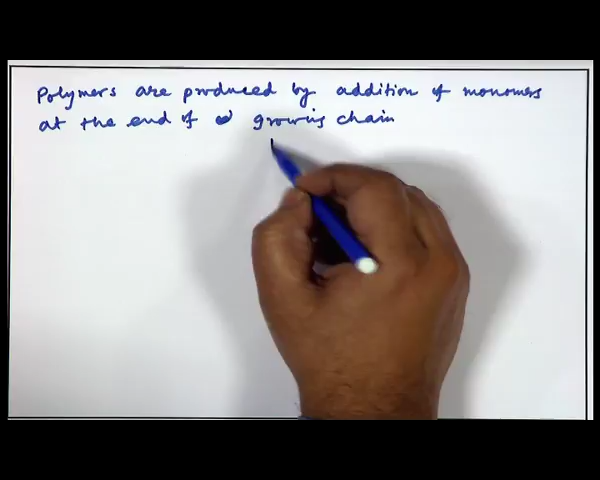 Polymers are produced by addition of monomers
at the end of growing chain